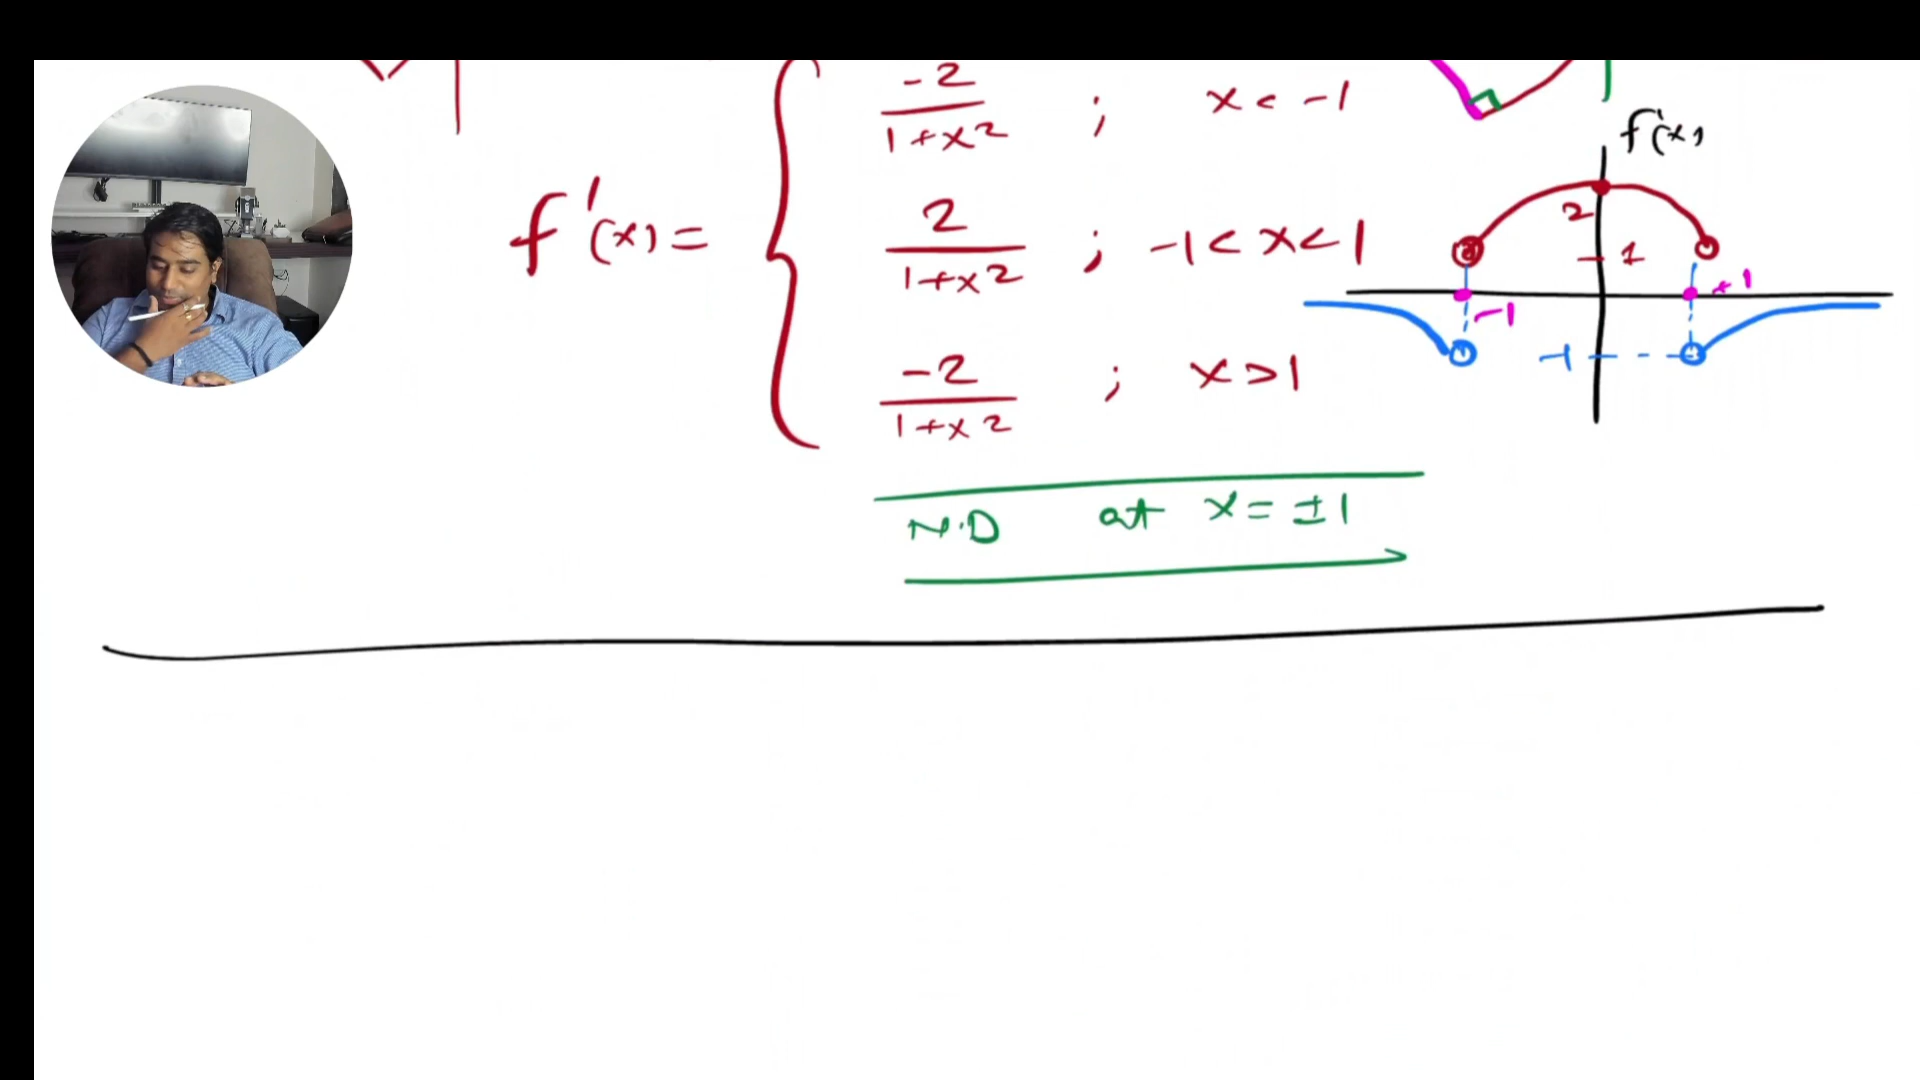 -2/1+x² ; x < -1
f'(x) = { 2/1+x² ; -1 < x < 1
-2/1+x² ; x > 1
f'(x)
2
1
-1
+1
-1
N.D at x = ±1